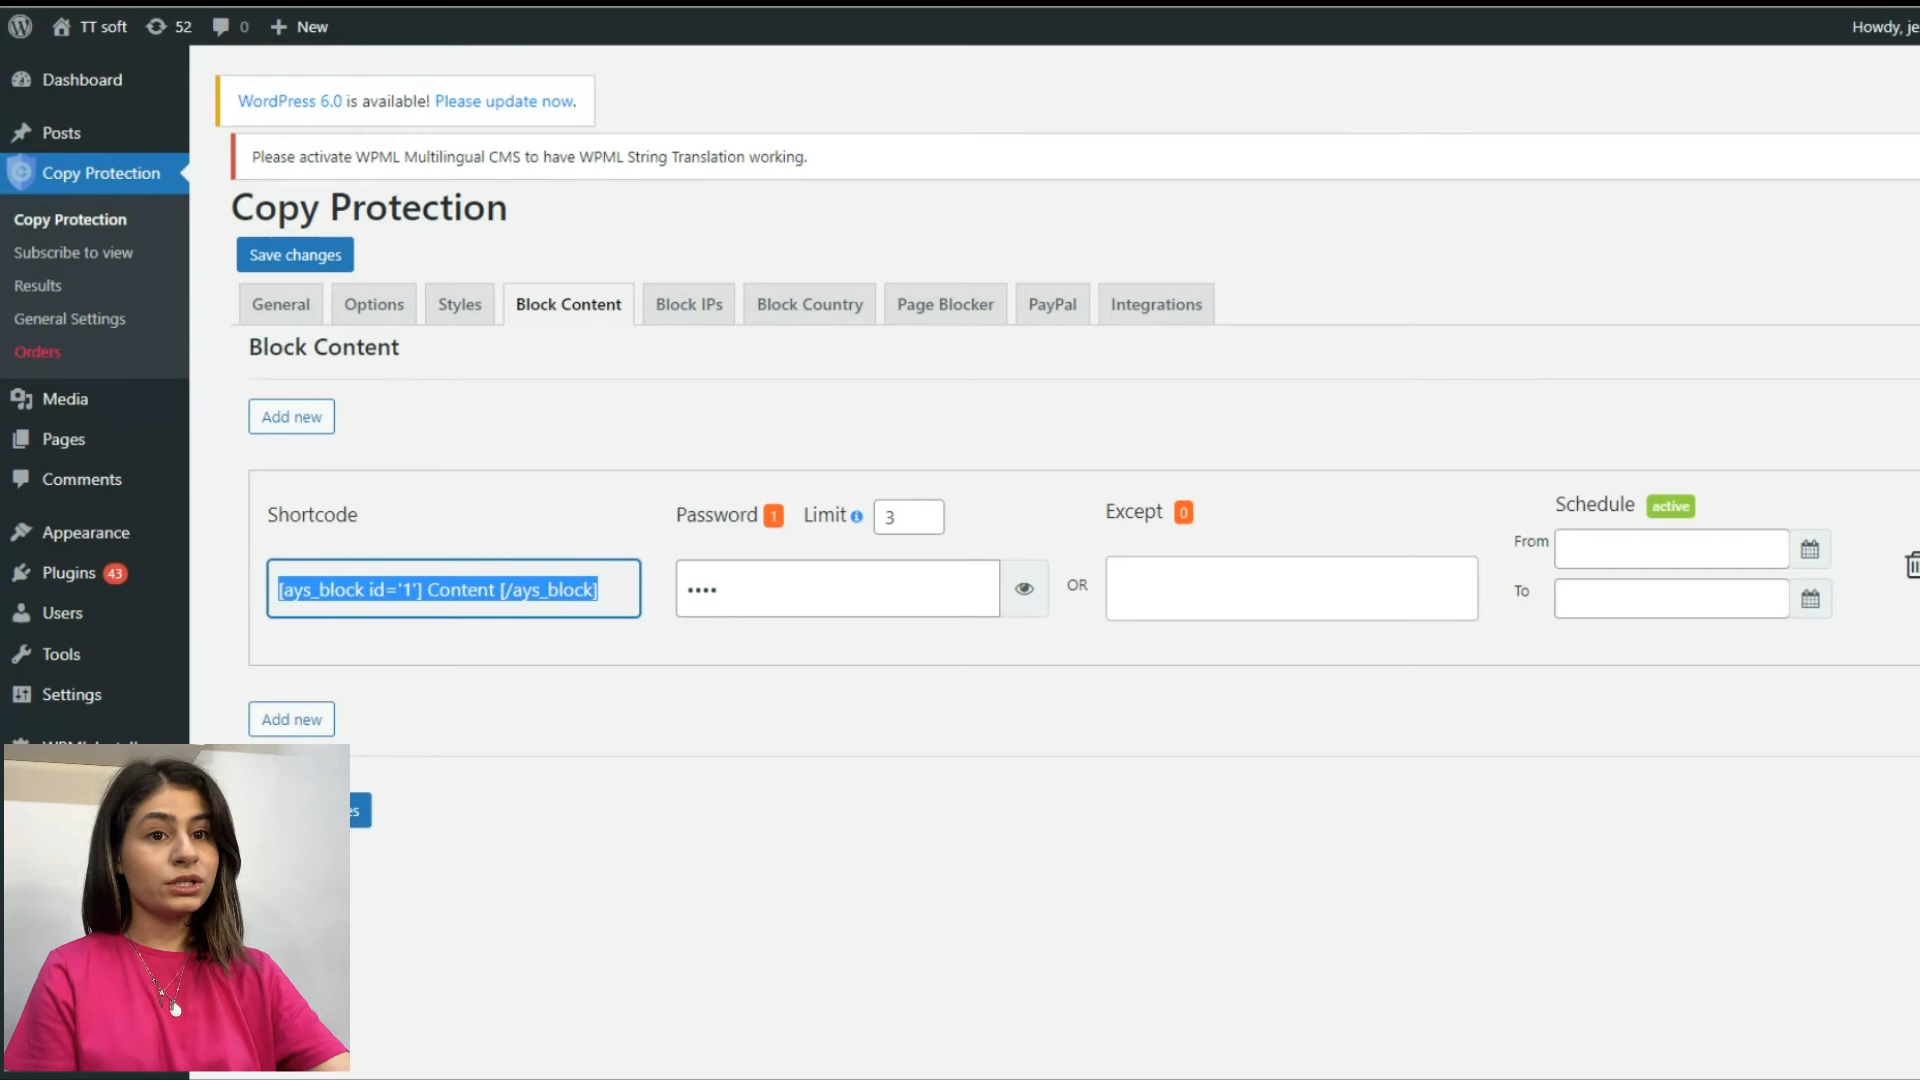 TT soft 52 0 New Howdy, je
Dashboard
Posts
Copy Protection
Copy Protection
Subscribe to view
Results
General Settings
Orders
Media
Pages
Comments
Appearance
Plugins 43
Users
Tools
Settings
WordPress 6.0 is available! Please update now.
Please activate WPML Multilingual CMS to have WPML String Translation working.
Copy Protection
Save changes
General Options Styles Block Content Block IPs Block Country Page Blocker PayPal Integrations
Block Content
Add new
Shortcode Password 1 Limit 3 Except 0 Schedule active
From
[ays_block id='1'] Content [/ays_block] •••• OR
To
Add new
es